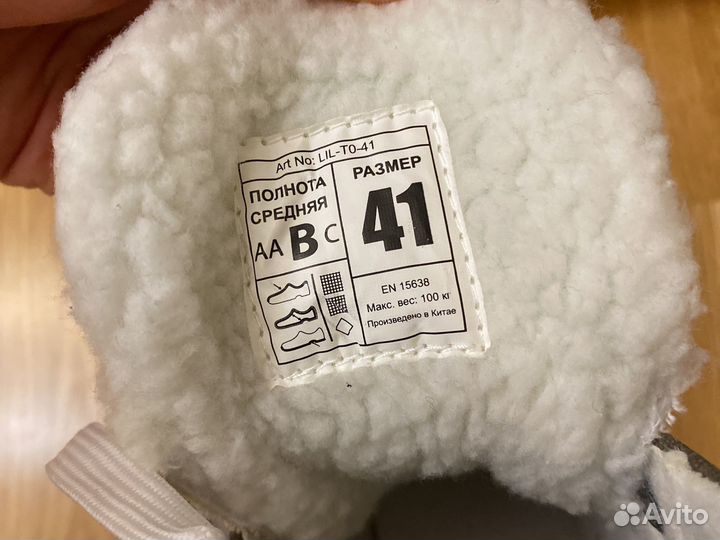 Art No: LIL-T0-41
ПОЛНОТА
СРЕДНЯЯ
AA B C
РАЗМЕР
41
EN 15638
Макс. вес: 100 кг
Произведено в Китае
Avito